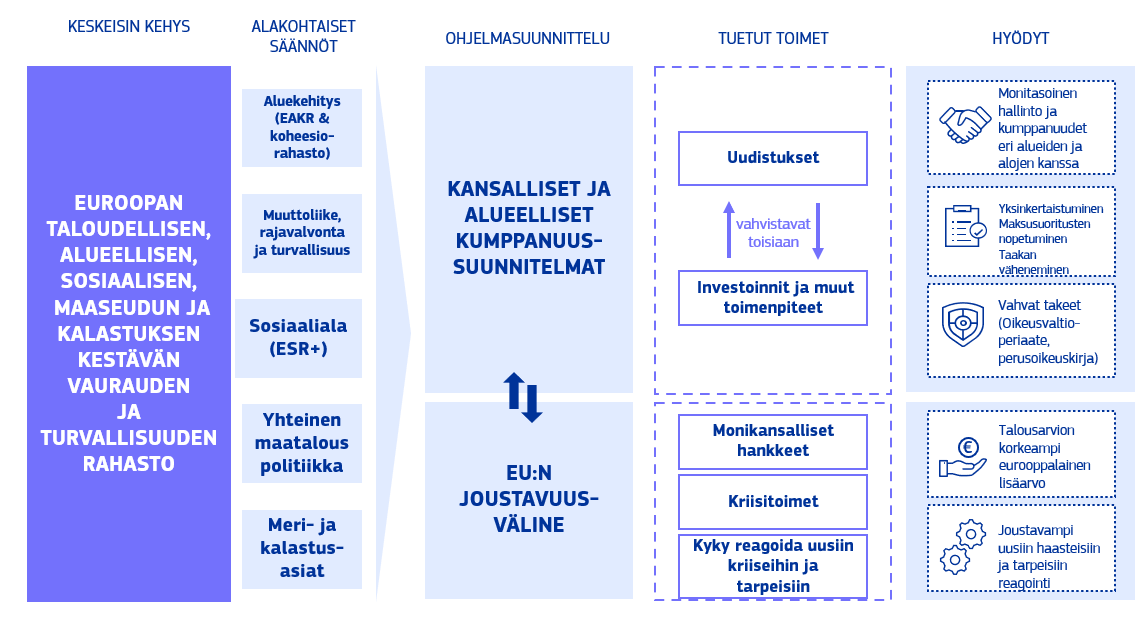 KESKEISIN KEHYS
ALAKOHTAISET
SÄÄNNÖT
OHJELMASUUNNITTELU
TUETUT TOIMET
HYÖDYT
EUROOPAN
TALOUDELLISEN,
ALUEELLISEN,
SOSIAALISEN,
MAASEUDUN JA
KALASTUKSEN
KESTÄVÄN
VAURAUDEN
JA
TURVALLISUUDEN
RAHASTO
Aluekehitys
(EAKR &
koheesio-
rahasto)
Muuttoliike,
rajavalvonta
ja turvallisuus
Sosiaaliala
(ESR+)
Yhteinen
maatalous
politiikka
Meri- ja
kalastus-
asiat
KANSALLISET JA
ALUEELLISET
KUMPPANUUS-
SUUNNITELMAT
EU:N
JOUSTAVUUS-
VÄLINE
Uudistukset
vahvistavat
toisiaan
Investoinnit ja muut
toimenpiteet
Monikansalliset
hankkeet
Kriisitoimet
Kyky reagoida uusiin
kriiseihin ja
tarpeisiin
Monitasoinen
hallinto ja
kumppanuudet
eri alueiden ja
alojen kanssa
Yksinkertaistuminen
Maksusuoritusten
nopetuminen
Taakan
väheneminen
Vahvat takeet
(Oikeusvaltio-
periaate,
perusoikeuskirja)
Talousarvion
korkeampi
eurooppalainen
lisäarvo
Joustavampi
uusiin haasteisiin
ja tarpeisiin
reagointi